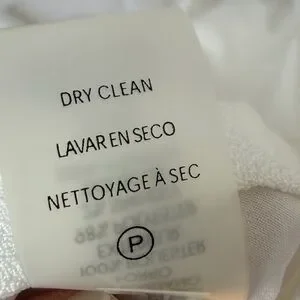 DRY CLEAN
LAVAR EN SECO
NETTOYAGE À SEC
P